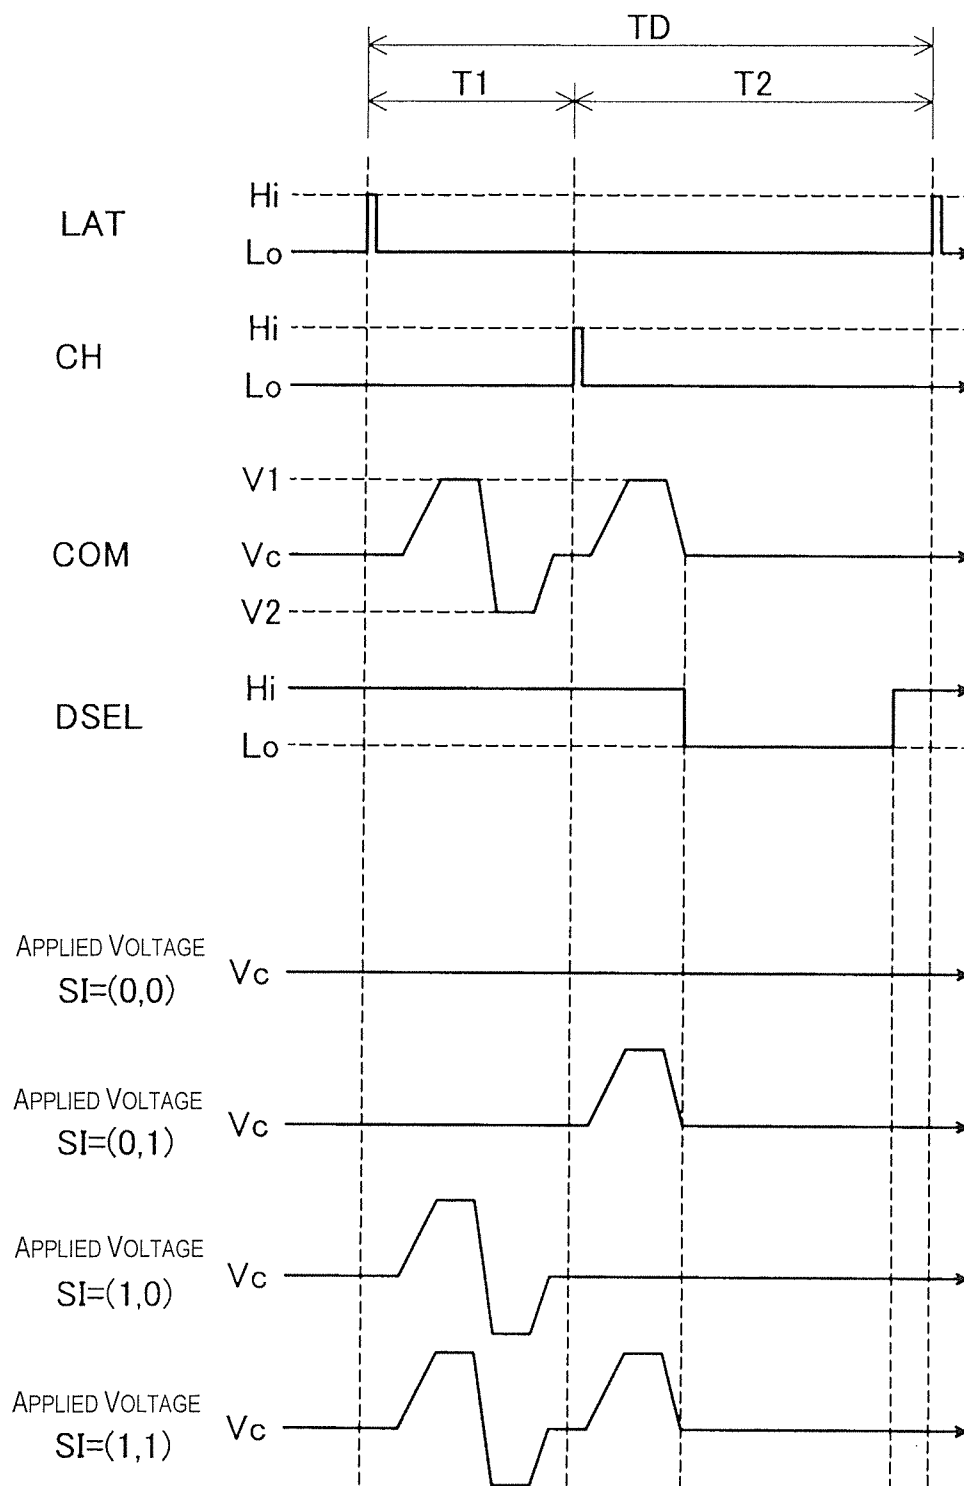 TD
T1 T2
Hi
LAT
Lo
Hi
CH
Lo
V1
COM Vc
V2
Hi
DSEL
Lo
APPLIED VOLTAGE
SI=(0,0) Vc
APPLIED VOLTAGE
SI=(0,1) Vc
APPLIED VOLTAGE
SI=(1,0) Vc
APPLIED VOLTAGE
SI=(1,1) Vc